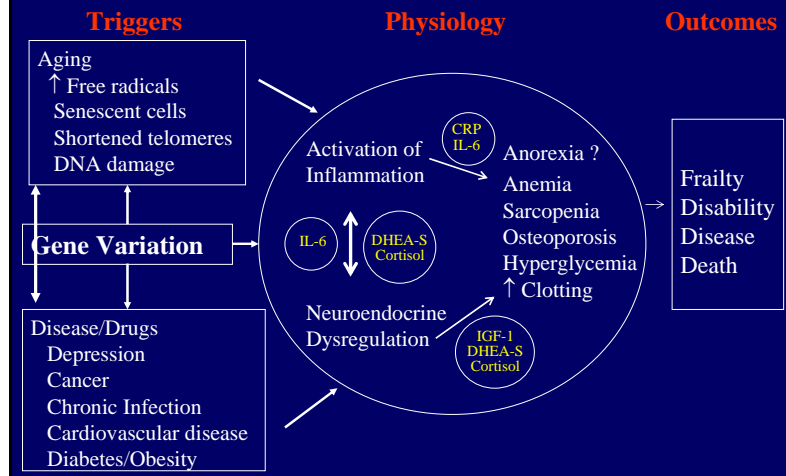 Triggers
Physiology
Outcomes
Aging
↑ Free radicals
Senescent cells
Shortened telomeres
DNA damage
Gene Variation
Disease/Drugs
Depression
Cancer
Chronic Infection
Cardiovascular disease
Diabetes/Obesity
Activation of
Inflammation
CRP
IL-6
IL-6
DHEA-S
Cortisol
Neuroendocrine
Dysregulation
IGF-1
DHEA-S
Cortisol
Anorexia ?
Anemia
Sarcopenia
Osteoporosis
Hyperglycemia
↑ Clotting
Frailty
Disability
Disease
Death